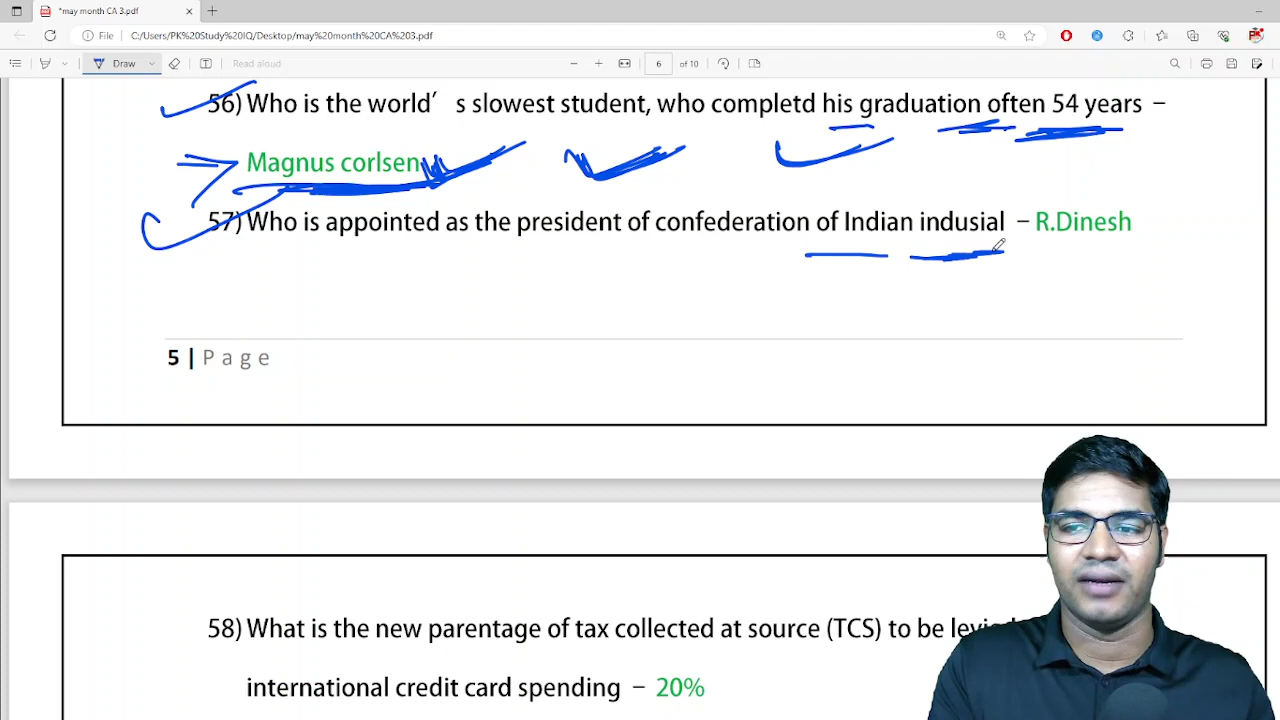 *may month CA 3.pdf
File
C:/Users/PK%20Study%20IQ/Desktop/may%20month%20CA%203.pdf
Draw
Read aloud
6 of 10
56) Who is the world' s slowest student, who completd his graduation often 54 years –
Magnus corlsen
57) Who is appointed as the president of confederation of Indian indusial – R.Dinesh
5 | Page
58) What is the new parentage of tax collected at source (TCS) to be
international credit card spending – 20%